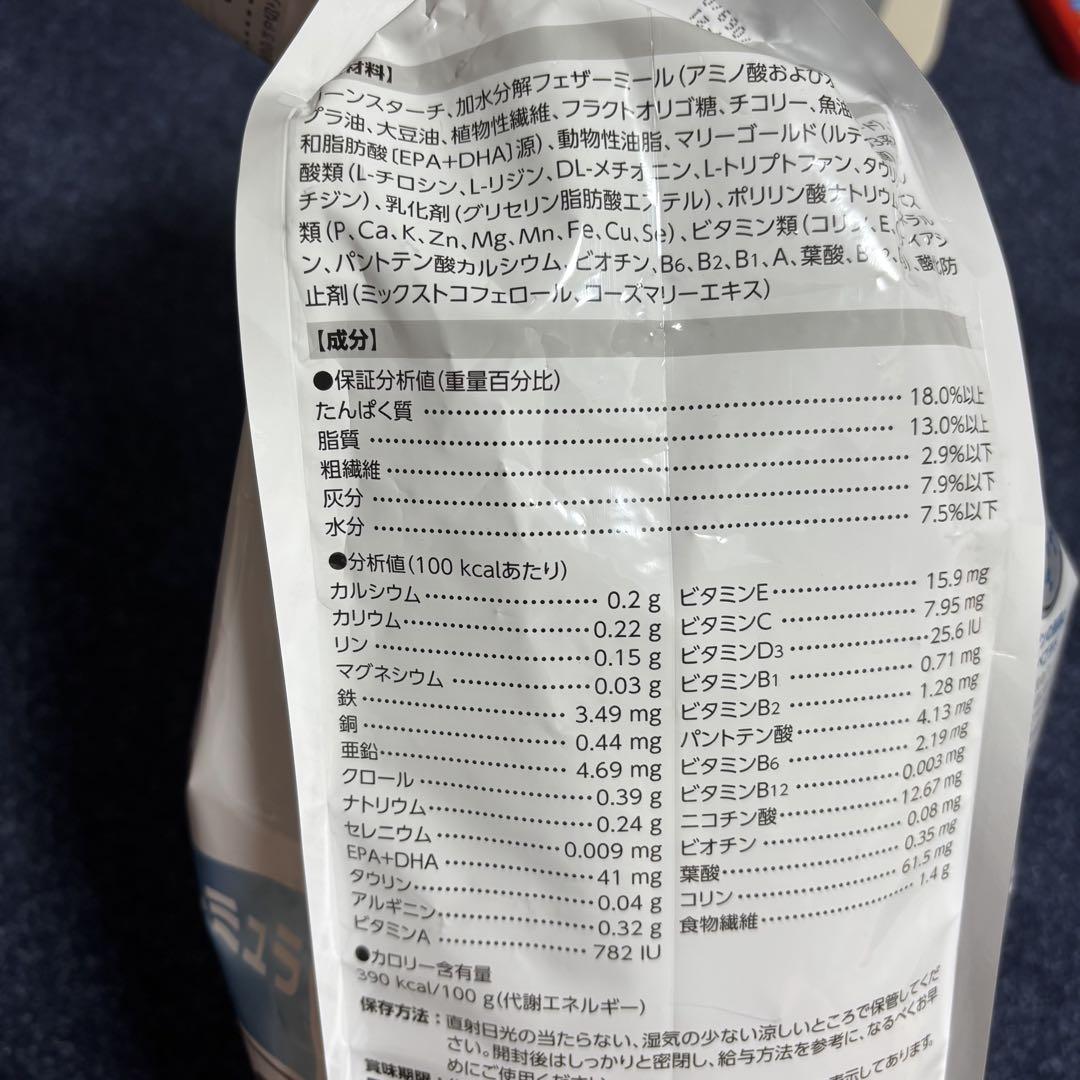 材料】
コーンスターチ、加水分解フェザーミール(アミノ酸および
プラ油、大豆油、植物性繊維、フラクトオリゴ糖、チコリー、魚油
和脂肪酸〔EPA+DHA〕源)、動物性油脂、マリーゴールド(ルテ
酸類(L-チロシン、L-リジン、DL-メチオニン、L-トリプトファン、タウリン
チジン)、乳化剤(グリセリン脂肪酸エステル)、ポリリン酸ナトリウム
類(P、Ca、K、Zn、Mg、Mn、Fe、Cu、Se)、ビタミン類(コリン、E、
ン、パントテン酸カルシウム、ビオチン、B6、B2、B1、A、葉酸、 酸化防
止剤(ミックストコフェロール、ローズマリーエキス)
【成分】
●保証分析値(重量百分比)
たんぱく質 18.0%以上
脂質 13.0%以上
粗繊維 2.9%以下
灰分 7.9%以下
水分 7.5%以下
●分析値(100 kcalあたり)
カルシウム 0.2 g
カリウム 0.22 g
リン 0.15 g
マグネシウム 0.03 g
鉄 3.49 mg
銅 0.44 mg
亜鉛 4.69 mg
クロール 0.39 g
ナトリウム 0.24 g
セレニウム 0.009 mg
EPA+DHA 41 mg
タウリン 0.04 g
アルギニン 0.32 g
ビタミンA 782 IU
ビタミンE 15.9 mg
ビタミンC 7.95 mg
ビタミンD3 25.6 IU
ビタミンB1 0.71 mg
ビタミンB2 1.28 mg
パントテン酸 4.13 mg
ビタミンB6 2.19 mg
ビタミンB12 0.003 mg
ニコチン酸 12.67 mg
ビオチン 0.08 mg
葉酸 0.35 mg
コリン 61.5 mg
食物繊維 1.4 g
●カロリー含有量
390 kcal/100 g(代謝エネルギー)
保存方法:直射日光の当たらない、湿気の少ない涼しいところで保管してくだ
さい。開封後はしっかりと密閉し、給与方法を参考に、なるべくお早
めにご使用ください
賞味期限: 表示してあります。
ミュラ